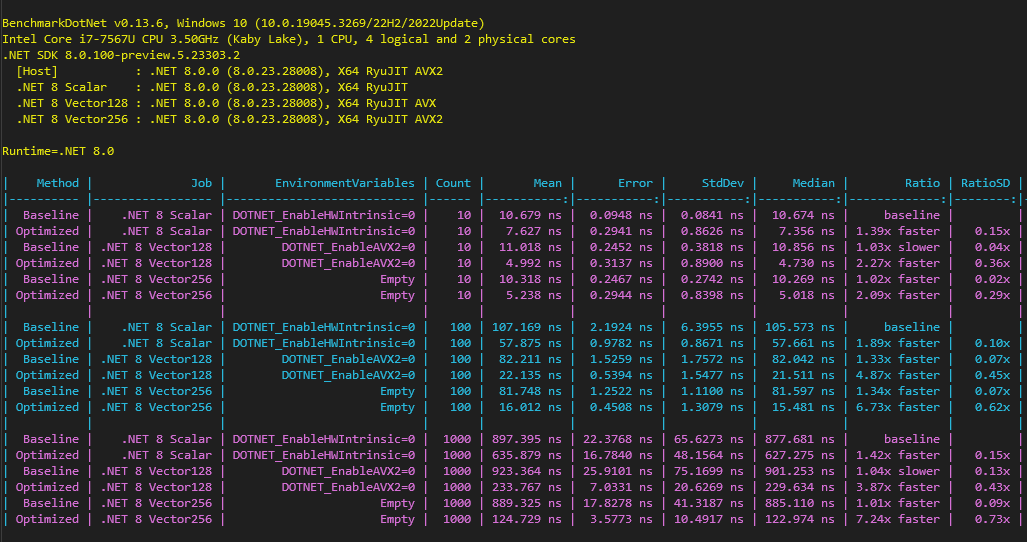 BenchmarkDotNet v0.13.6, Windows 10 (10.0.19045.3269/22H2/2022Update)
Intel Core i7-7567U CPU 3.50GHz (Kaby Lake), 1 CPU, 4 logical and 2 physical cores
.NET SDK 8.0.100-preview.5.23303.2
  [Host]           : .NET 8.0.0 (8.0.23.28008), X64 RyuJIT AVX2
  .NET 8 Scalar    : .NET 8.0.0 (8.0.23.28008), X64 RyuJIT
  .NET 8 Vector128 : .NET 8.0.0 (8.0.23.28008), X64 RyuJIT AVX
  .NET 8 Vector256 : .NET 8.0.0 (8.0.23.28008), X64 RyuJIT AVX2
Runtime=.NET 8.0
|    Method |              Job |       EnvironmentVariables | Count |       Mean |      Error |     StdDev |     Median |        Ratio | RatioSD |
|---------- |----------------- |--------------------------- |------ |-----------:|-----------:|-----------:|-----------:|-------------:|--------:|
|  Baseline |    .NET 8 Scalar | DOTNET_EnableHWIntrinsic=0 |    10 |  10.679 ns |  0.0948 ns |  0.0841 ns |  10.674 ns |     baseline |         |
| Optimized |    .NET 8 Scalar | DOTNET_EnableHWIntrinsic=0 |    10 |   7.627 ns |  0.2941 ns |  0.8626 ns |   7.356 ns | 1.39x faster |   0.15x |
|  Baseline | .NET 8 Vector128 |        DOTNET_EnableAVX2=0 |    10 |  11.018 ns |  0.2452 ns |  0.3818 ns |  10.856 ns | 1.03x slower |   0.04x |
| Optimized | .NET 8 Vector128 |        DOTNET_EnableAVX2=0 |    10 |   4.992 ns |  0.3137 ns |  0.8900 ns |   4.730 ns | 2.27x faster |   0.36x |
|  Baseline | .NET 8 Vector256 |                      Empty |    10 |  10.318 ns |  0.2467 ns |  0.2742 ns |  10.269 ns | 1.02x faster |   0.02x |
| Optimized | .NET 8 Vector256 |                      Empty |    10 |   5.238 ns |  0.2944 ns |  0.8398 ns |   5.018 ns | 2.09x faster |   0.29x |
|           |                  |                            |       |            |            |            |            |              |         |
|  Baseline |    .NET 8 Scalar | DOTNET_EnableHWIntrinsic=0 |   100 | 107.169 ns |  2.1924 ns |  6.3955 ns | 105.573 ns |     baseline |         |
| Optimized |    .NET 8 Scalar | DOTNET_EnableHWIntrinsic=0 |   100 |  57.875 ns |  0.9782 ns |  0.8671 ns |  57.661 ns | 1.89x faster |   0.10x |
|  Baseline | .NET 8 Vector128 |        DOTNET_EnableAVX2=0 |   100 |  82.211 ns |  1.5259 ns |  1.7572 ns |  82.042 ns | 1.33x faster |   0.07x |
| Optimized | .NET 8 Vector128 |        DOTNET_EnableAVX2=0 |   100 |  22.135 ns |  0.5394 ns |  1.5477 ns |  21.511 ns | 4.87x faster |   0.45x |
|  Baseline | .NET 8 Vector256 |                      Empty |   100 |  81.748 ns |  1.2522 ns |  1.1100 ns |  81.597 ns | 1.34x faster |   0.07x |
| Optimized | .NET 8 Vector256 |                      Empty |   100 |  16.012 ns |  0.4508 ns |  1.3079 ns |  15.481 ns | 6.73x faster |   0.62x |
|           |                  |                            |       |            |            |            |            |              |         |
|  Baseline |    .NET 8 Scalar | DOTNET_EnableHWIntrinsic=0 |  1000 | 897.395 ns | 22.3768 ns | 65.6273 ns | 877.681 ns |     baseline |         |
| Optimized |    .NET 8 Scalar | DOTNET_EnableHWIntrinsic=0 |  1000 | 635.879 ns | 16.7840 ns | 48.1564 ns | 627.275 ns | 1.42x faster |   0.15x |
|  Baseline | .NET 8 Vector128 |        DOTNET_EnableAVX2=0 |  1000 | 923.364 ns | 25.9101 ns | 75.1699 ns | 901.253 ns | 1.04x slower |   0.13x |
| Optimized | .NET 8 Vector128 |        DOTNET_EnableAVX2=0 |  1000 | 233.767 ns |  7.0331 ns | 20.6269 ns | 229.634 ns | 3.87x faster |   0.43x |
|  Baseline | .NET 8 Vector256 |                      Empty |  1000 | 889.325 ns | 17.8278 ns | 41.3187 ns | 885.110 ns | 1.01x faster |   0.09x |
| Optimized | .NET 8 Vector256 |                      Empty |  1000 | 124.729 ns |  3.5773 ns | 10.4917 ns | 122.974 ns | 7.24x faster |   0.73x |